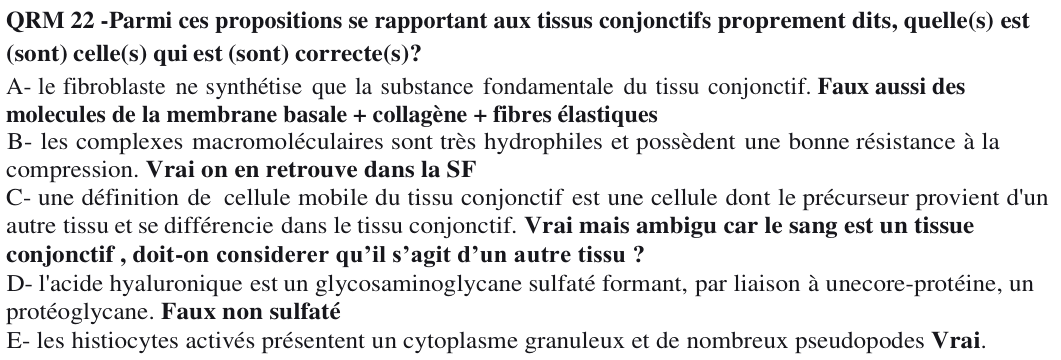 QRM 22 -Parmi ces propositions se rapportant aux tissus conjonctifs proprement dits, quelle(s) est
(sont) celle(s) qui est (sont) correcte(s)?
A- le fibroblaste ne synthétise que la substance fondamentale du tissu conjonctif. Faux aussi des
molecules de la membrane basale + collagène + fibres élastiques
B- les complexes macromoléculaires sont très hydrophiles et possèdent une bonne résistance à la
compression. Vrai on en retrouve dans la SF
C- une définition de cellule mobile du tissu conjonctif est une cellule dont le précurseur provient d'un
autre tissu et se différencie dans le tissu conjonctif. Vrai mais ambigu car le sang est un tissue
conjonctif , doit-on considerer qu’il s’agit d’un autre tissu ?
D- l'acide hyaluronique est un glycosaminoglycane sulfaté formant, par liaison à unecore-protéine, un
protéoglycane. Faux non sulfaté
E- les histiocytes activés présentent un cytoplasme granuleux et de nombreux pseudopodes Vrai.